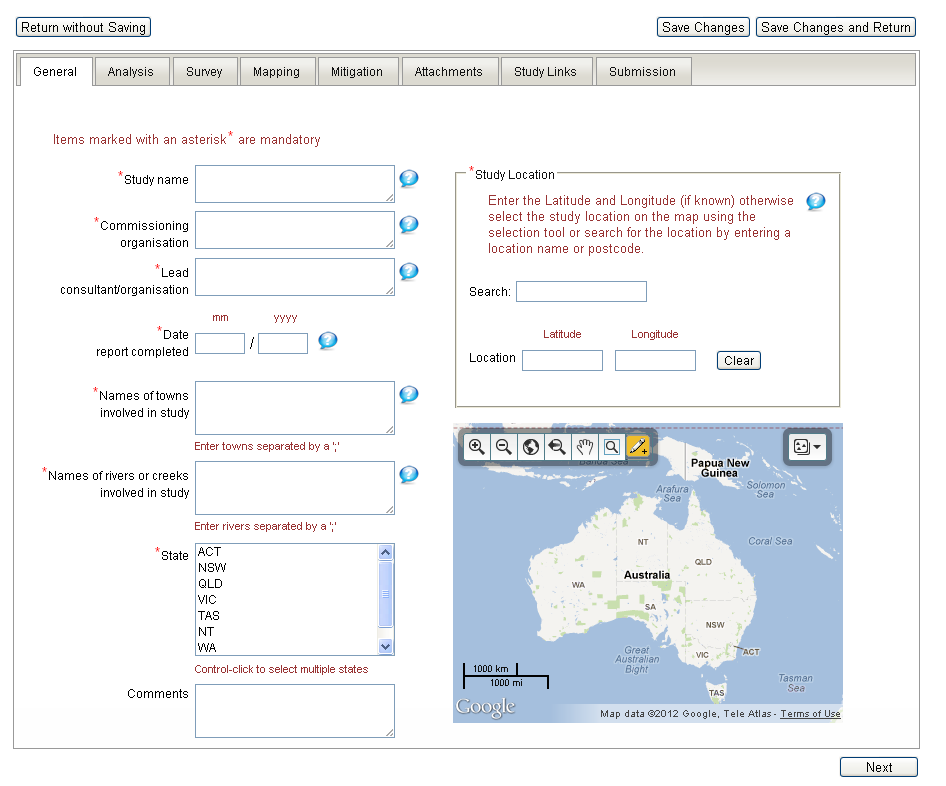 Return without Saving
Save Changes
Save Changes and Return
General
Analysis
Survey
Mapping
Mitigation
Attachments
Study Links
Submission
Items marked with an asterisk* are mandatory
*Study name
*Commissioning
organisation
*Lead
consultant/organisation
mm
yyyy
*Date
report completed
/
*Names of towns
involved in study
Enter towns separated by a ';'
*Names of rivers or creeks
involved in study
Enter rivers separated by a ';'
*State
ACT
NSW
QLD
VIC
TAS
NT
WA
Control-click to select multiple states
Comments
*Study Location
Enter the Latitude and Longitude (if known) otherwise
select the study location on the map using the
selection tool or search for the location by entering a
location name or postcode.
Search:
Latitude
Longitude
Location
Clear
Banda Sea
Papua New
Guinea
Arafura
Sea
Solomon
Sea
Coral Sea
NT
QLD
WA
Australia
SA
NSW
VIC
ACT
Great
Australian
Bight
TAS
Tasman
Sea
1000 km
1000 mi
Google
Map data ©2012 Google, Tele Atlas - Terms of Use
Next